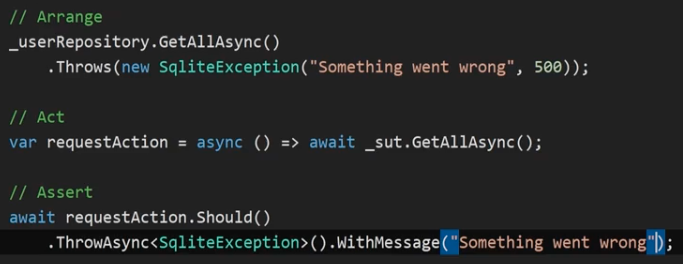 // Arrange
_userRepository.GetAllAsync()
.Throws(new SqliteException("Something went wrong", 500));
// Act
var requestAction = async () => await _sut.GetAllAsync();
// Assert
await requestAction.Should()
.ThrowAsync<SqliteException>().WithMessage("Something went wrong");